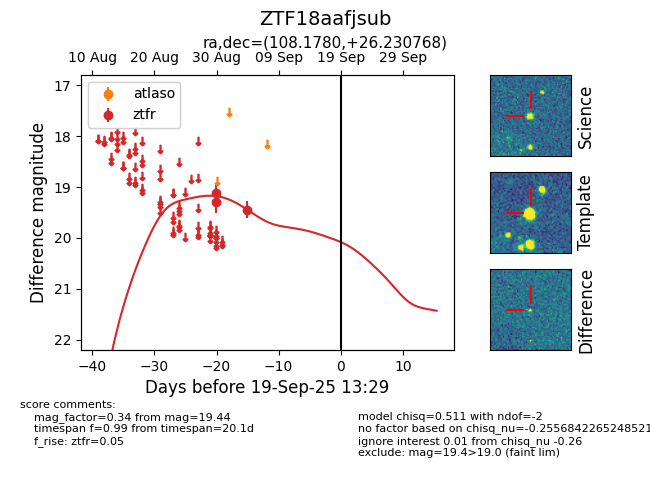 ZTF18aafjsub
ra,dec=(108.1780,+26.230768)
10 Aug 20 Aug 30 Aug 09 Sep 19 Sep 29 Sep
atlaso
ztfr
17
18
19
20
21
22
Difference magnitude
−40 −30 −20 −10 0 10
Days before 19-Sep-25 13:29
Science
Template
Difference
score comments:
mag_factor=0.34 from mag=19.44
timespan f=0.99 from timespan=20.1d
f_rise: ztfr=0.05
model chisq=0.511 with ndof=-2
no factor based on chisq_nu=-0.2556842265248521
ignore interest 0.01 from chisq_nu -0.26
exclude: mag=19.4>19.0 (faint lim)